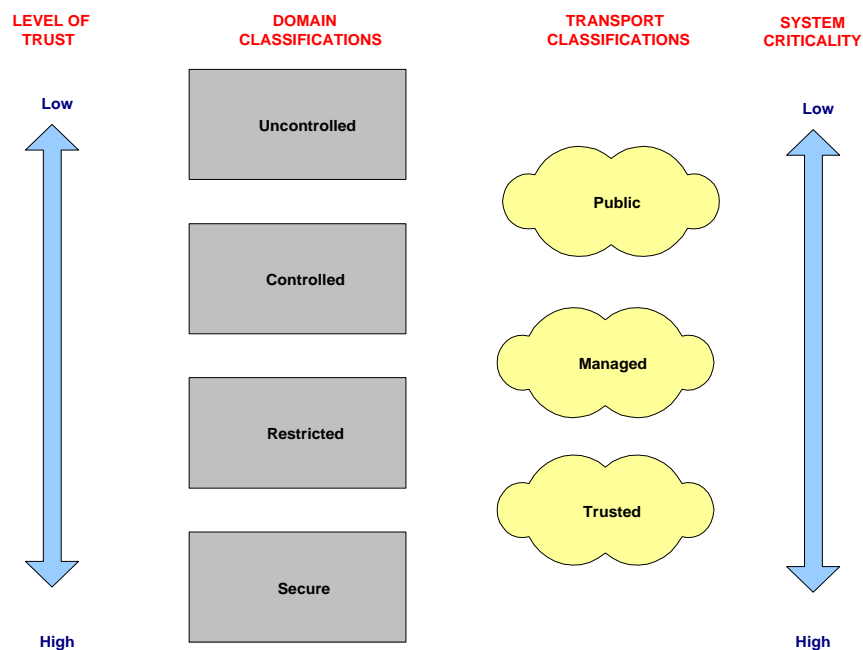 LEVEL OF
TRUST
DOMAIN
CLASSIFICATIONS
TRANSPORT
CLASSIFICATIONS
SYSTEM
CRITICALITY
Low
Low
Uncontrolled
Public
Controlled
Managed
Restricted
Trusted
Secure
High
High